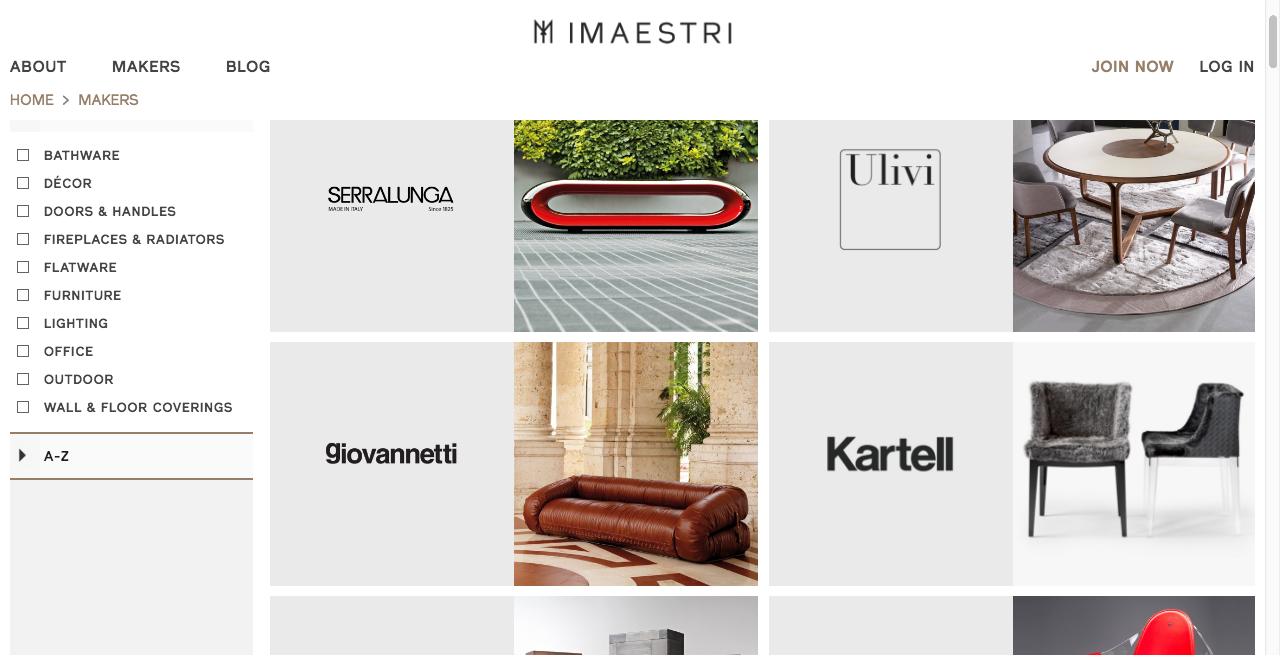 IMAESTRI
ABOUT MAKERS BLOG JOIN NOW LOG IN
HOME > MAKERS
BATHWARE
DÉCOR
DOORS & HANDLES
FIREPLACES & RADIATORS
FLATWARE
FURNITURE
LIGHTING
OFFICE
OUTDOOR
WALL & FLOOR COVERINGS
A-Z
SERRALUNGA
MADE IN ITALY Since 1825
Ulivi
giovannetti
Kartell